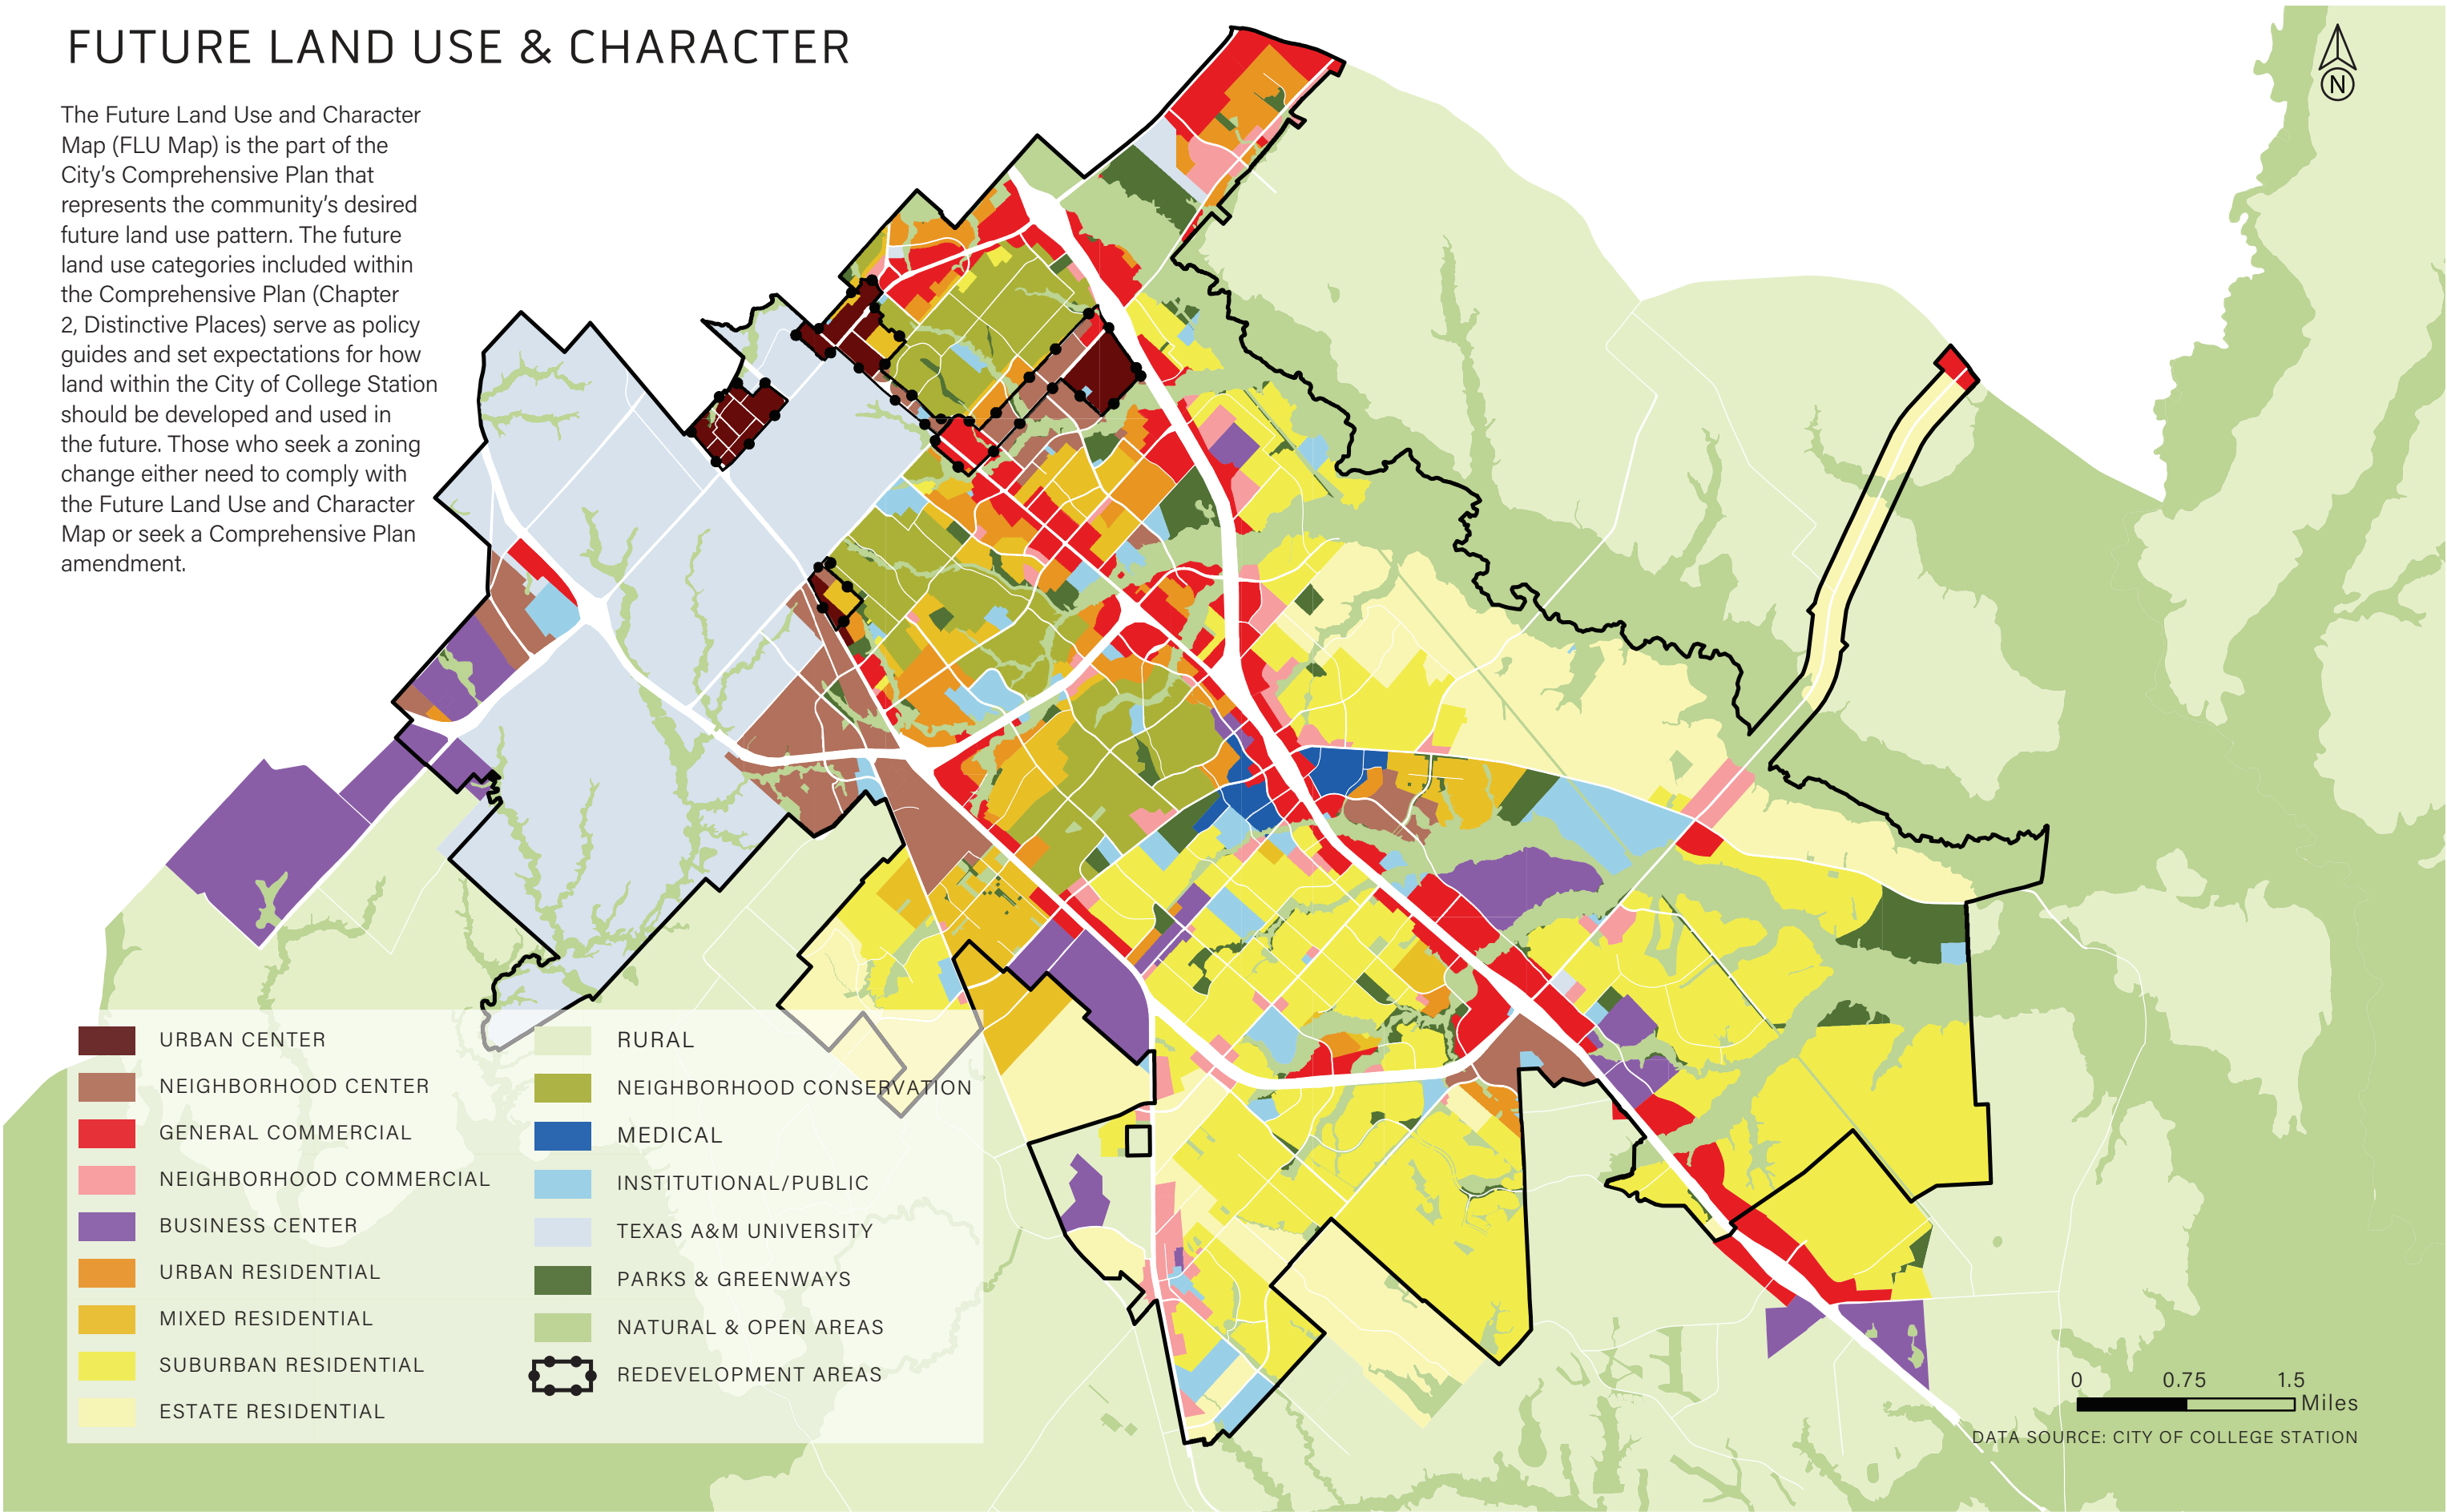 FUTURE LAND USE & CHARACTER
The Future Land Use and Character
Map (FLU Map) is the part of the
City’s Comprehensive Plan that
represents the community’s desired
future land use pattern. The future
land use categories included within
the Comprehensive Plan (Chapter
2, Distinctive Places) serve as policy
guides and set expectations for how
land within the City of College Station
should be developed and used in
the future. Those who seek a zoning
change either need to comply with
the Future Land Use and Character
Map or seek a Comprehensive Plan
amendment.
N
URBAN CENTER
NEIGHBORHOOD CENTER
GENERAL COMMERCIAL
NEIGHBORHOOD COMMERCIAL
BUSINESS CENTER
URBAN RESIDENTIAL
MIXED RESIDENTIAL
SUBURBAN RESIDENTIAL
ESTATE RESIDENTIAL
RURAL
NEIGHBORHOOD CONSERVATION
MEDICAL
INSTITUTIONAL/PUBLIC
TEXAS A&M UNIVERSITY
PARKS & GREENWAYS
NATURAL & OPEN AREAS
REDEVELOPMENT AREAS
0 0.75 1.5
Miles
DATA SOURCE: CITY OF COLLEGE STATION